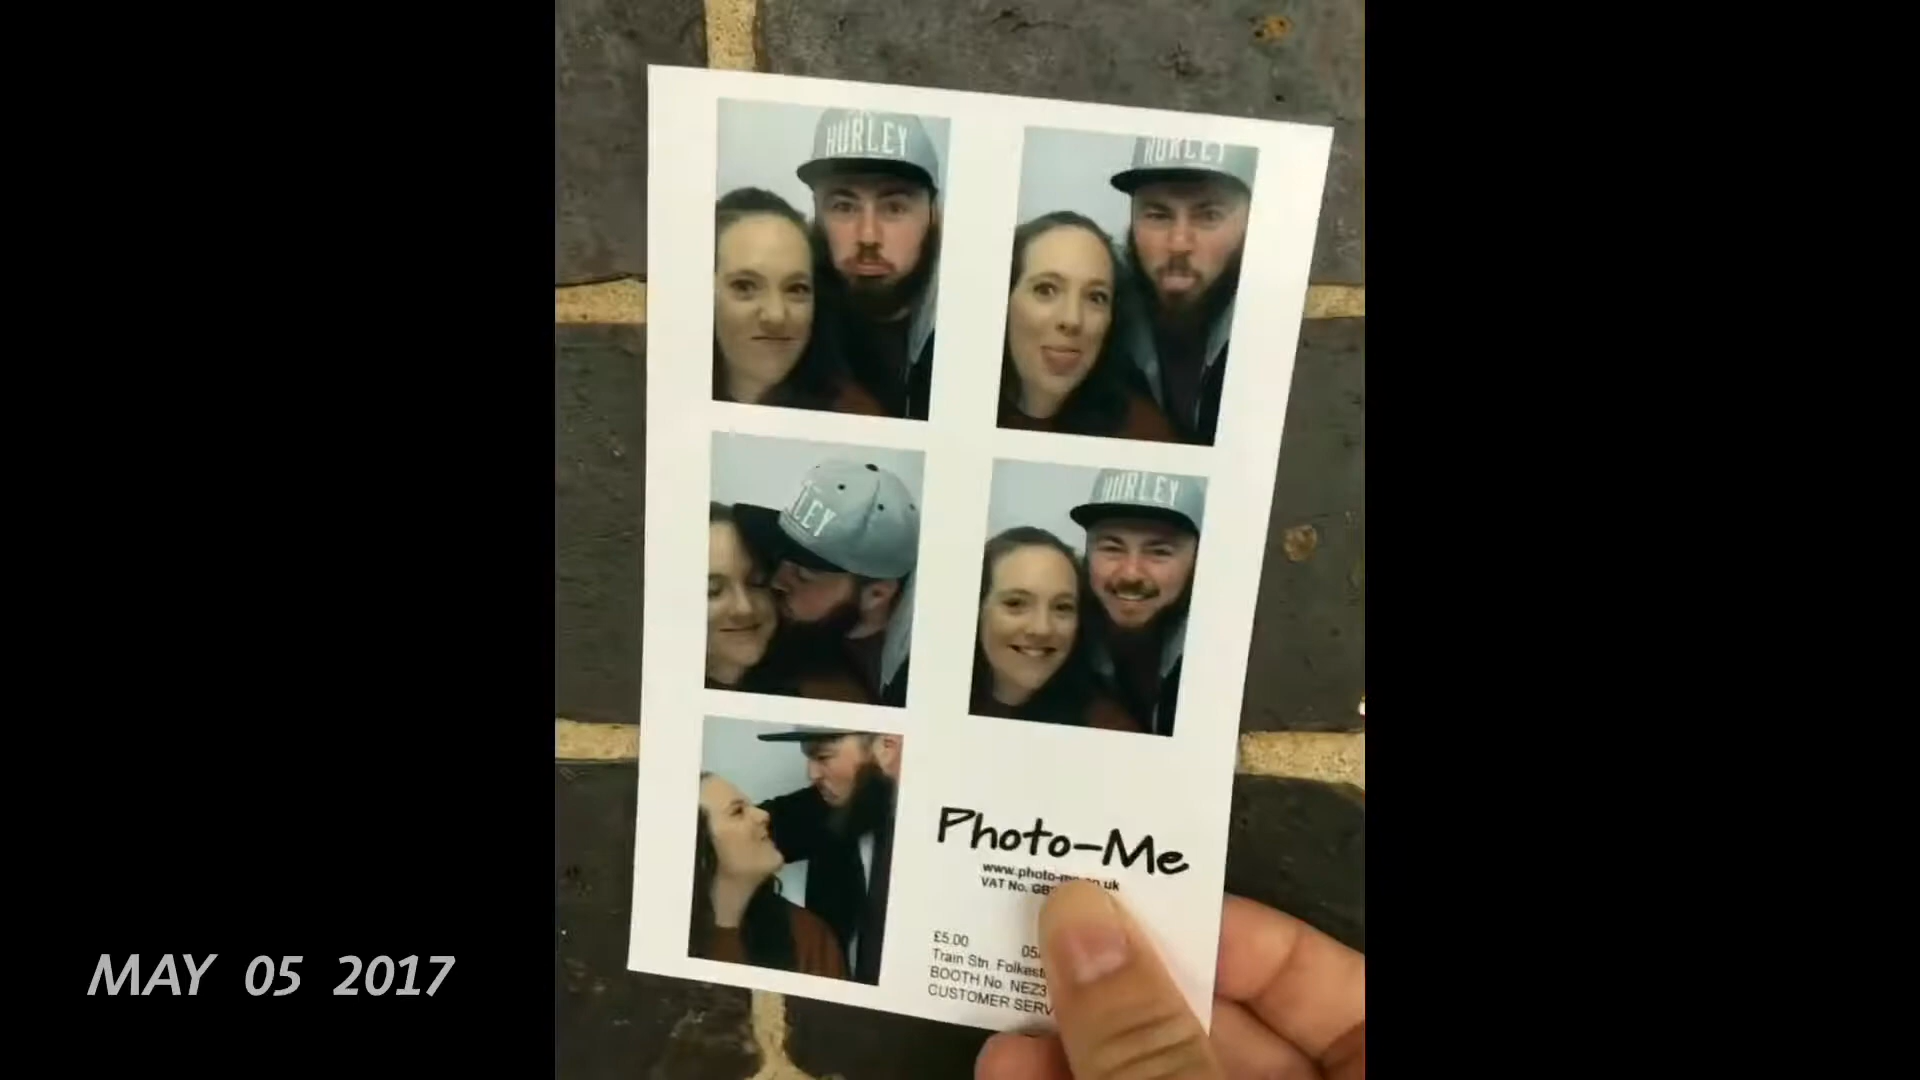 HURLEY
HURLEY
LEY
HURLEY
Photo-Me
www.photo-me.co.uk
VAT No. GB
£5.00 05
Train Stn Folkest
BOOTH No. NEZ3
CUSTOMER SERV
MAY 05 2017